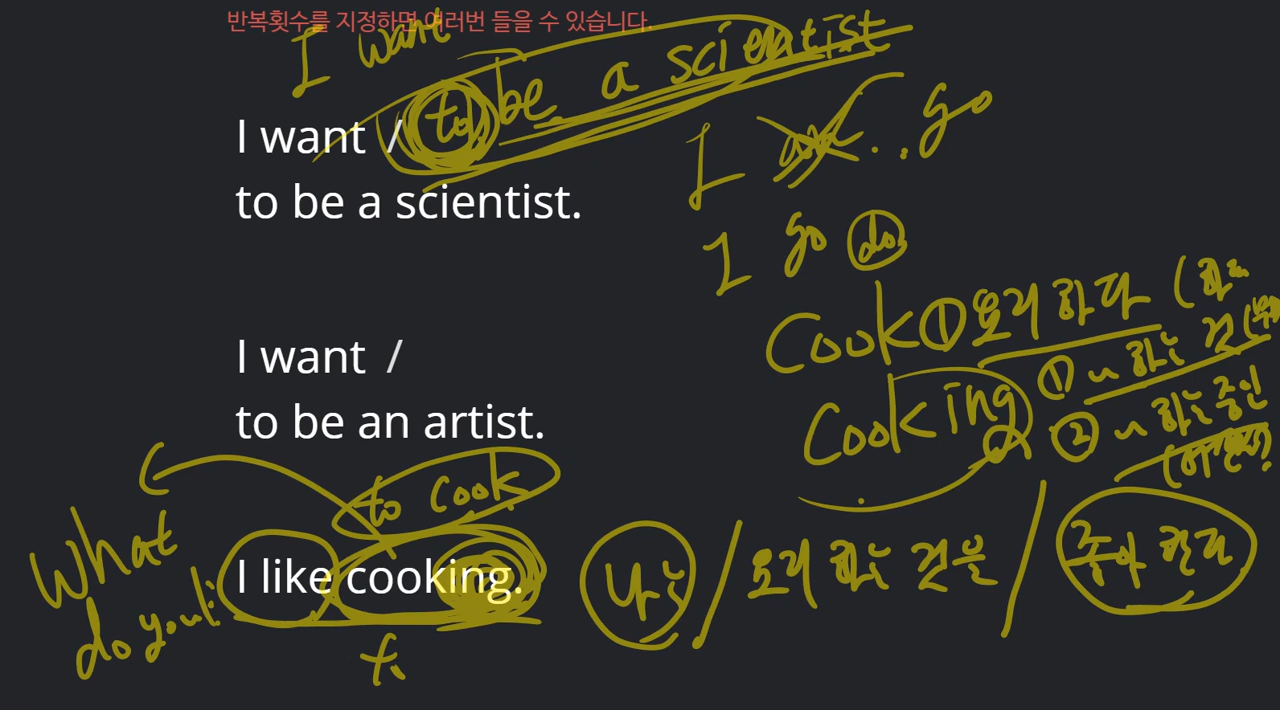 반복횟수를 지정하면 여러번 들을 수 있습니다.
I want
to be a scientist
I want /
to be a scientist.
I go
I go do
Cook ① 요리하다
Cooking ① ~ 하는 것
② ~ 하는 중인
I want /
to be an artist.
to cook
What do you
I like cooking.
나는 / 요리 하는 것을 / 좋아 한다